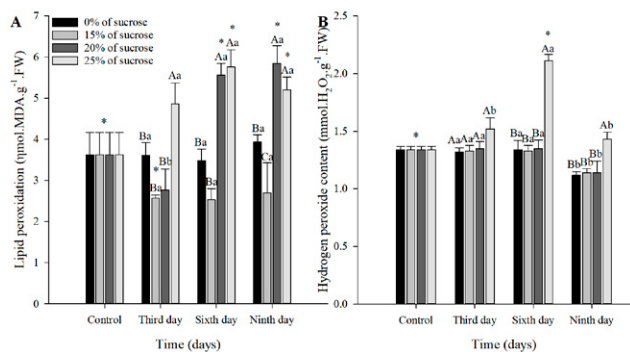 A
0% of sucrose
15% of sucrose
20% of sucrose
25% of sucrose
Lipid peroxidation (ηmol.MDA.g⁻¹.FW)
7
6
5
4
3
2
1
0
*
Ba
* Ba
Bb
Aa
Ba
Ba
* Aa
* Aa
Ba
Ca
* Aa
* Aa
Control Third day Sixth day Ninth day
Time (days)
B
Hydrogen peroxide content (mmol.H₂O₂.g⁻¹.FW)
2.5
2.0
1.5
1.0
0.5
0.0
*
Aa Aa Aa
Ab
Ba Ba Ba
* Aa
Bb Bb Bb
Ab
Control Third day Sixth day Ninth day
Time (days)